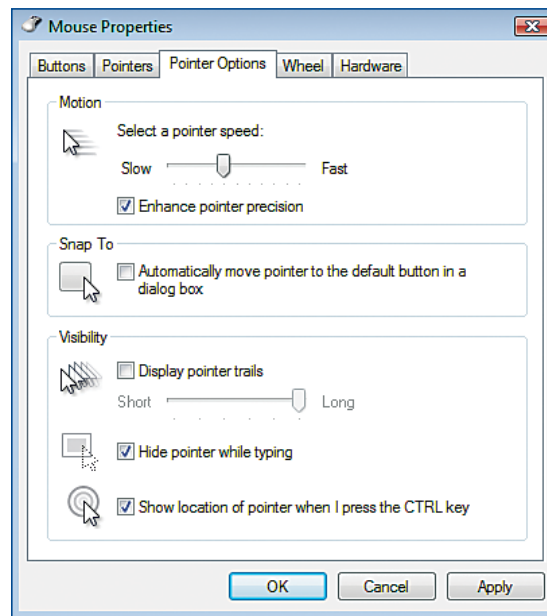 Mouse Properties
Buttons Pointers Pointer Options Wheel Hardware
Motion
Select a pointer speed:
Slow Fast
Enhance pointer precision
Snap To
Automatically move pointer to the default button in a
dialog box
Visibility
Display pointer trails
Short Long
Hide pointer while typing
Show location of pointer when I press the CTRL key
OK Cancel Apply